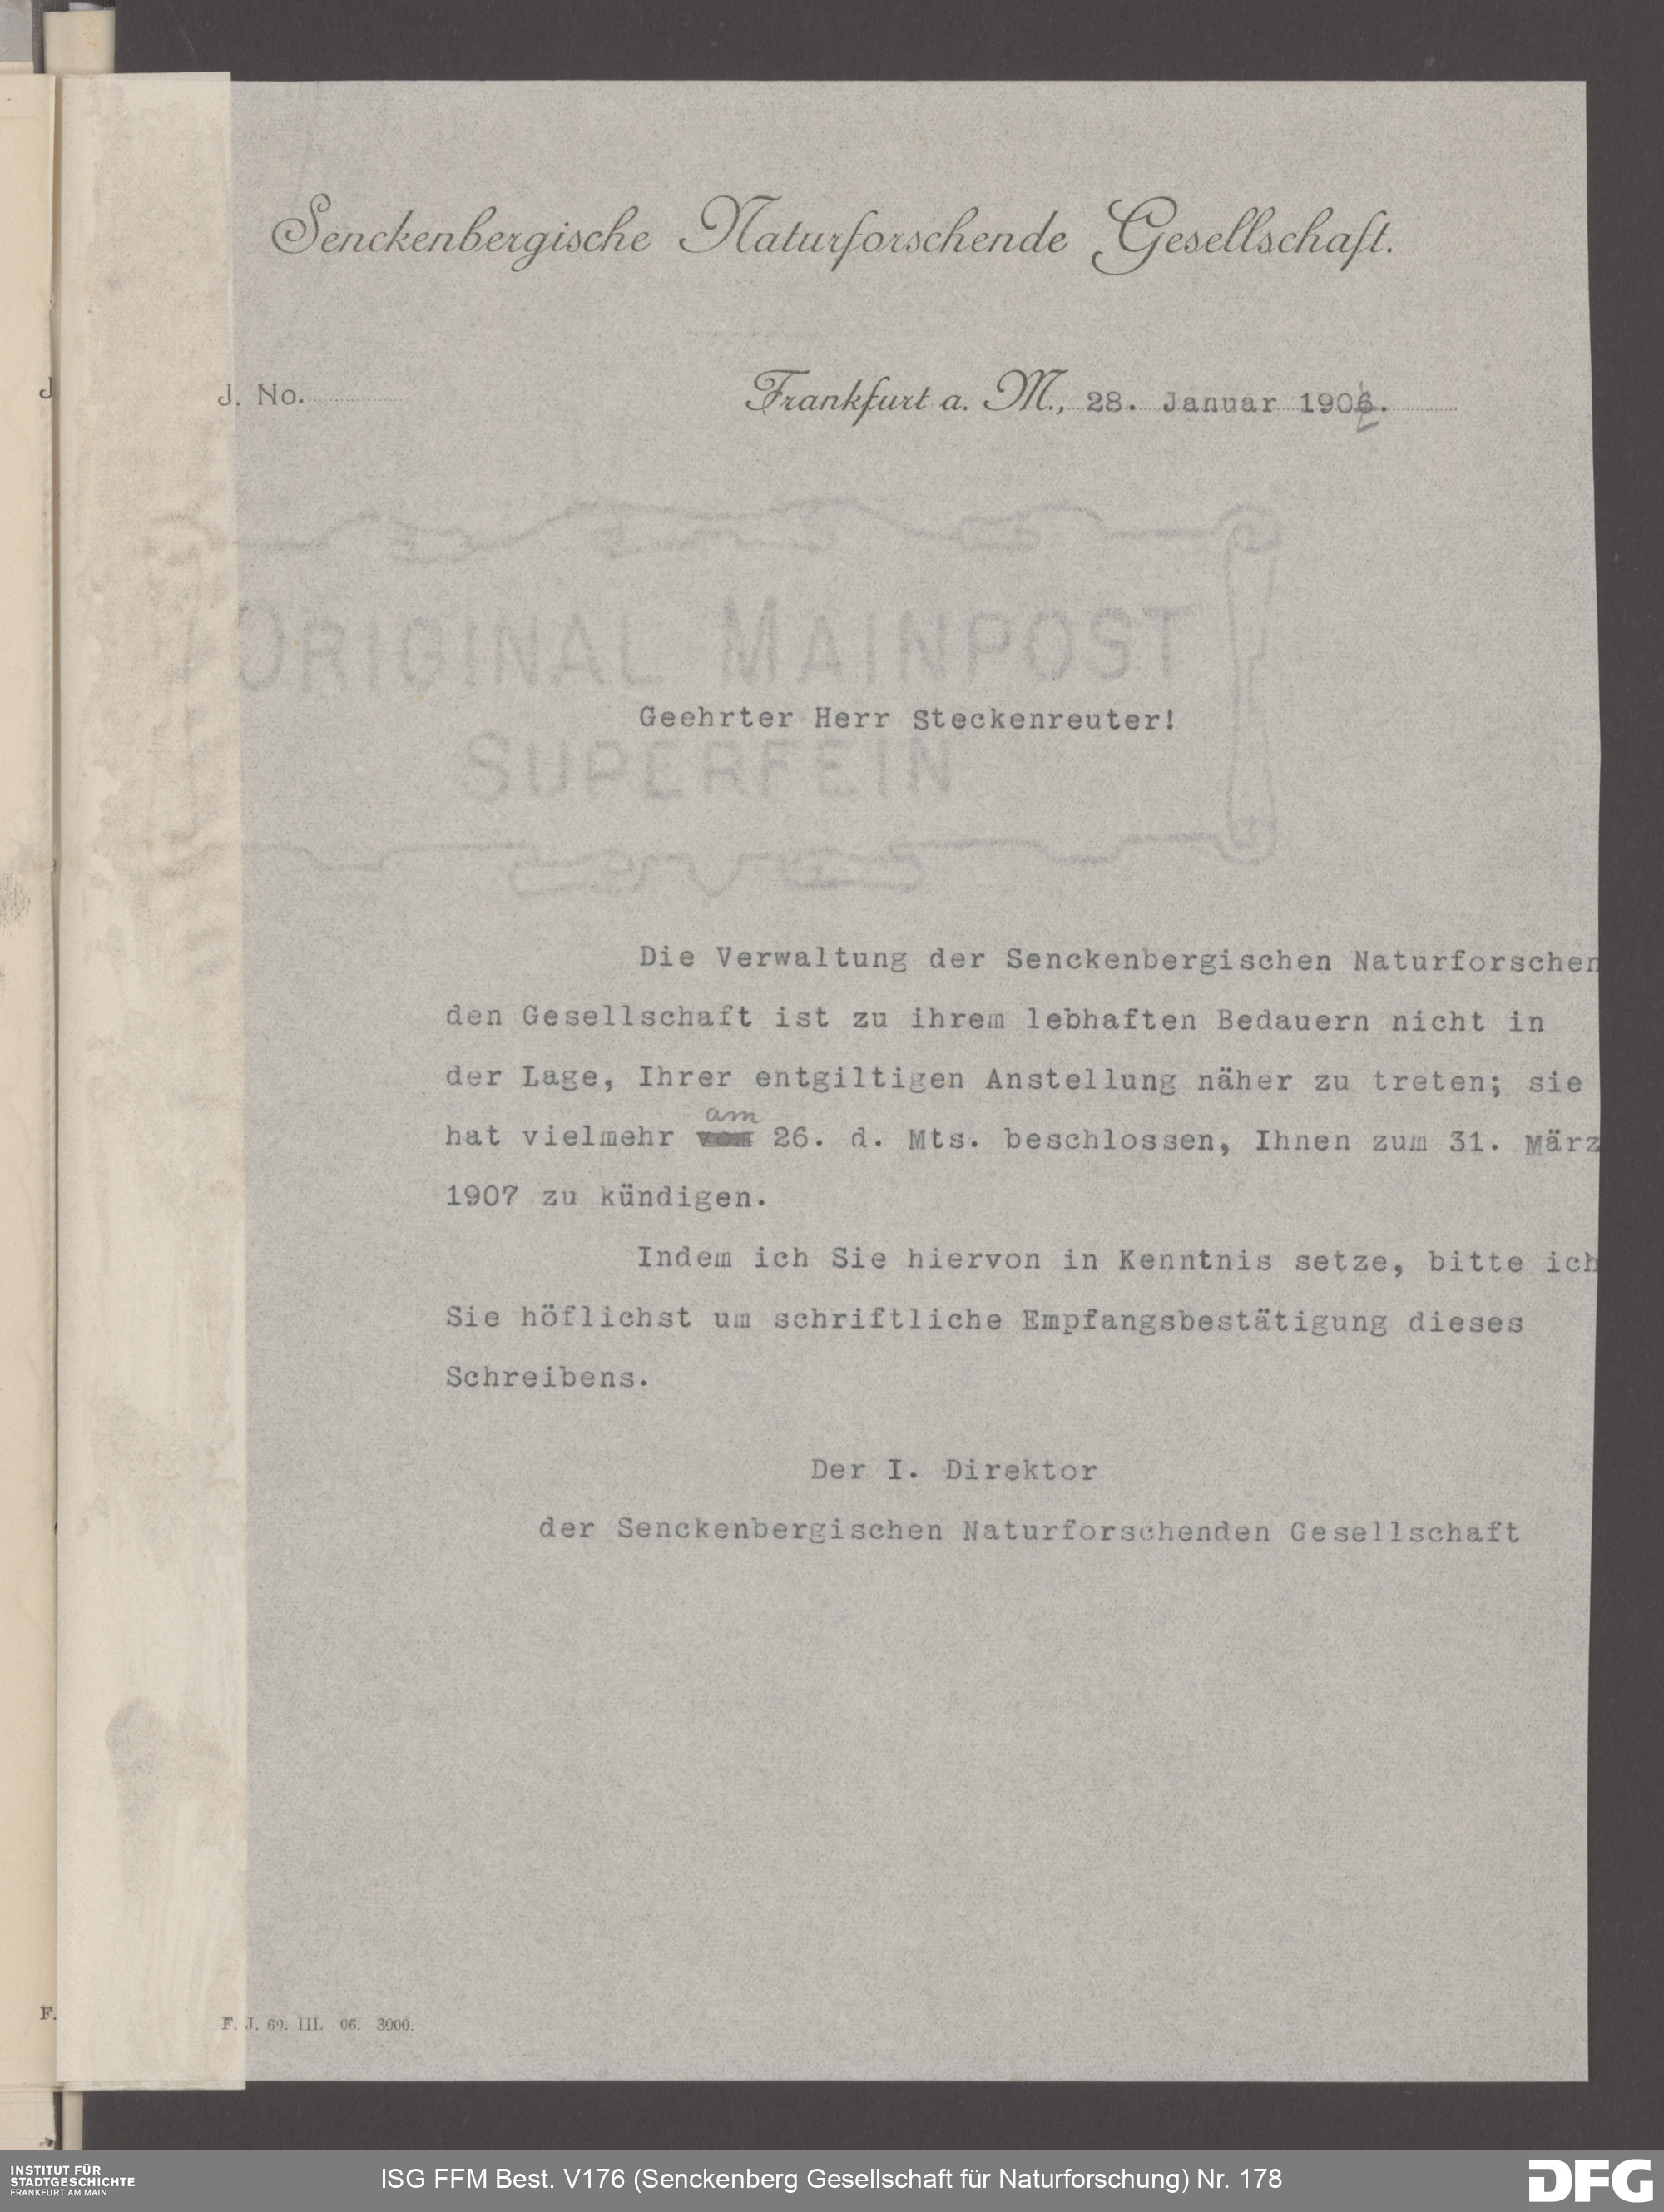 Senckenbergische Naturforschende Gesellschaft.
J
J. No.
Frankfurt a. M., 28. Januar 1906.
ORIGINAL MAINPOST
Geehrter Herr Steckenreuter!
SUPERFEIN
Die Verwaltung der Senckenbergischen Naturforschen
den Gesellschaft ist zu ihrem lebhaften Bedauern nicht in
der Lage, Ihrer entgiltigen Anstellung näher zu treten; sie
am
hat vielmehr vom 26. d. Mts. beschlossen, Ihnen zum 31. März
1907 zu kündigen.
Indem ich Sie hiervon in Kenntnis setze, bitte ich
Sie höflichst um schriftliche Empfangsbestätigung dieses
Schreibens.
Der I. Direktor
der Senckenbergischen Naturforschenden Gesellschaft
F.
F. J. 69. III. 06. 3000.
INSTITUT FÜR
STADTGESCHICHTE
FRANKFURT AM MAIN
ISG FFM Best. V176 (Senckenberg Gesellschaft für Naturforschung) Nr. 178
DFG